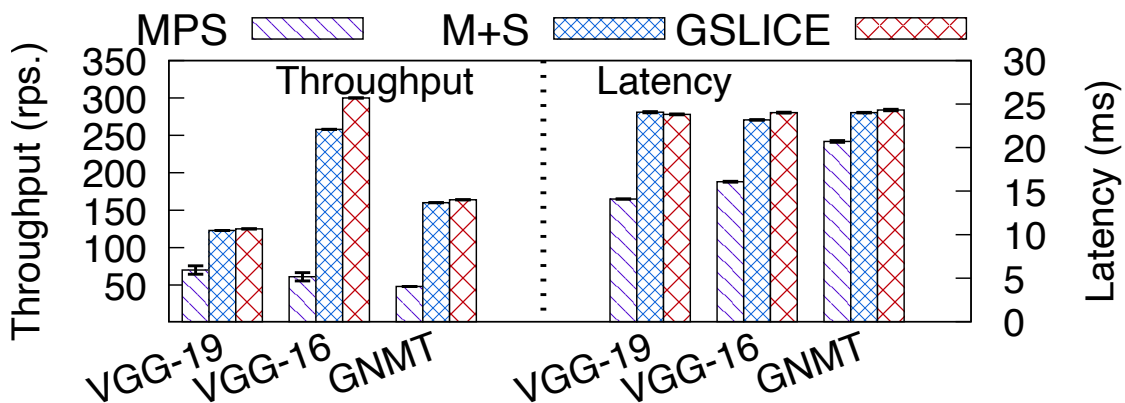 MPS M+S GSLICE
Throughput (rps.)
350
300
250
200
150
100
50
Throughput
Latency
30
25
20
15
10
5
0
Latency (ms)
VGG-19 VGG-16 GNMT VGG-19 VGG-16 GNMT